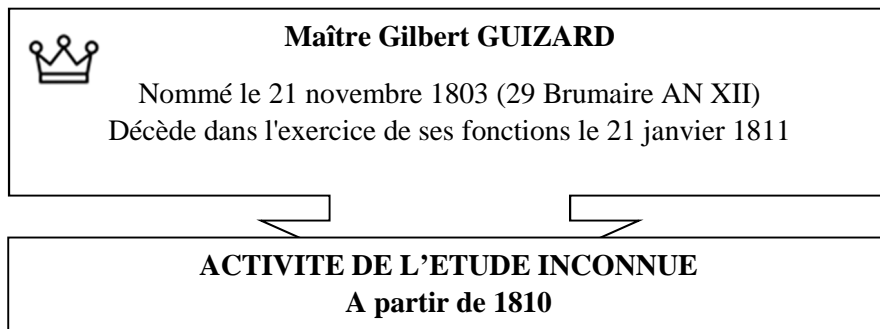 Maître Gilbert GUIZARD
Nommé le 21 novembre 1803 (29 Brumaire AN XII)
Décède dans l'exercice de ses fonctions le 21 janvier 1811
ACTIVITE DE L’ETUDE INCONNUE
A partir de 1810